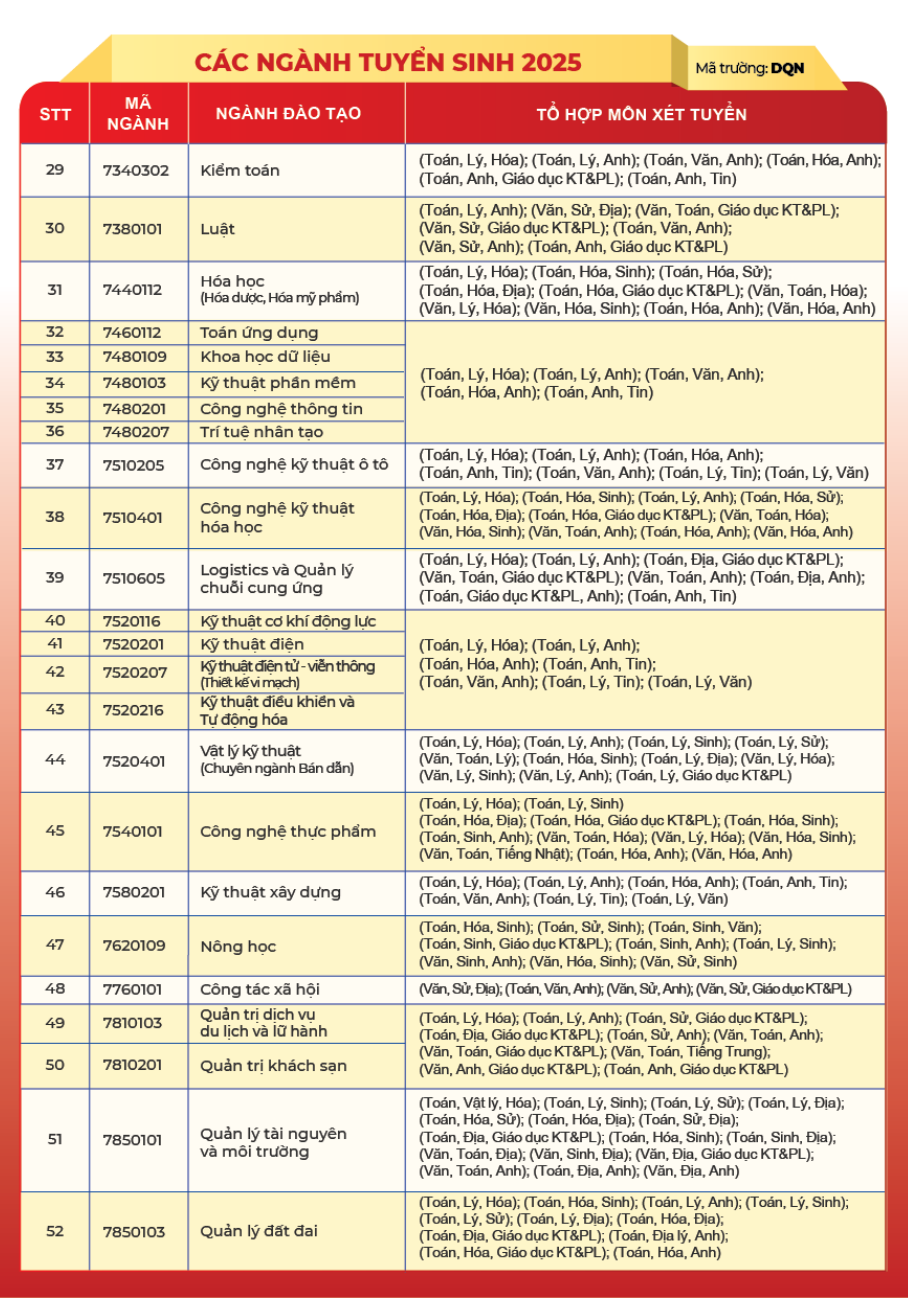 CÁC NGÀNH TUYỂN SINH 2025
Mã trường: DQN
STT
MÃ
NGÀNH
NGÀNH ĐÀO TẠO
TỔ HỢP MÔN XÉT TUYỂN
29
7340302
Kiểm toán
(Toán, Lý, Hóa); (Toán, Lý, Anh); (Toán, Văn, Anh); (Toán, Hóa, Anh);
(Toán, Anh, Giáo dục KT&PL); (Toán, Anh, Tin)
30
7380101
Luật
(Toán, Lý, Anh); (Văn, Sử, Địa); (Văn, Toán, Giáo dục KT&PL);
(Văn, Sử, Giáo dục KT&PL); (Toán, Văn, Anh);
(Văn, Sử, Anh); (Toán, Anh, Giáo dục KT&PL)
31
7440112
Hóa học
(Hóa dược, Hóa mỹ phẩm)
(Toán, Lý, Hóa); (Toán, Hóa, Sinh); (Toán, Hóa, Sử);
(Toán, Hóa, Địa); (Toán, Hóa, Giáo dục KT&PL); (Văn, Toán, Hóa);
(Văn, Lý, Hóa); (Văn, Hóa, Sinh); (Toán, Hóa, Anh); (Văn, Hóa, Anh)
32
7460112
Toán ứng dụng
33
7480109
Khoa học dữ liệu
34
7480103
Kỹ thuật phần mềm
35
7480201
Công nghệ thông tin
36
7480207
Trí tuệ nhân tạo
(Toán, Lý, Hóa); (Toán, Lý, Anh); (Toán, Văn, Anh);
(Toán, Hóa, Anh); (Toán, Anh, Tin)
37
7510205
Công nghệ kỹ thuật ô tô
(Toán, Lý, Hóa); (Toán, Lý, Anh); (Toán, Hóa, Anh);
(Toán, Anh, Tin); (Toán, Văn, Anh); (Toán, Lý, Tin); (Toán, Lý, Văn)
38
7510401
Công nghệ kỹ thuật
hóa học
(Toán, Lý, Hóa); (Toán, Hóa, Sinh); (Toán, Lý, Anh); (Toán, Hóa, Sử);
(Toán, Hóa, Địa); (Toán, Hóa, Giáo dục KT&PL); (Văn, Toán, Hóa);
(Văn, Hóa, Sinh); (Văn, Toán, Anh); (Toán, Hóa, Anh); (Văn, Hóa, Anh)
39
7510605
Logistics và Quản lý
chuỗi cung ứng
(Toán, Lý, Hóa); (Toán, Lý, Anh); (Toán, Địa, Giáo dục KT&PL);
(Văn, Toán, Giáo dục KT&PL); (Văn, Toán, Anh); (Toán, Địa, Anh);
(Toán, Giáo dục KT&PL, Anh); (Toán, Anh, Tin)
40
7520116
Kỹ thuật cơ khí động lực
41
7520201
Kỹ thuật điện
42
7520207
Kỹ thuật điện tử - viễn thông
(Thiết kế vi mạch)
43
7520216
Kỹ thuật điều khiển và
Tự động hóa
(Toán, Lý, Hóa); (Toán, Lý, Anh);
(Toán, Hóa, Anh); (Toán, Anh, Tin);
(Toán, Văn, Anh); (Toán, Lý, Tin); (Toán, Lý, Văn)
44
7520401
Vật lý kỹ thuật
(Chuyên ngành Bán dẫn)
(Toán, Lý, Hóa); (Toán, Lý, Anh); (Toán, Lý, Sinh); (Toán, Lý, Sử);
(Văn, Toán, Lý); (Toán, Hóa, Sinh); (Toán, Lý, Địa); (Văn, Lý, Hóa);
(Văn, Lý, Sinh); (Văn, Lý, Anh); (Toán, Lý, Giáo dục KT&PL)
45
7540101
Công nghệ thực phẩm
(Toán, Lý, Hóa); (Toán, Lý, Sinh)
(Toán, Hóa, Địa); (Toán, Hóa, Giáo dục KT&PL); (Toán, Hóa, Sinh);
(Toán, Sinh, Anh); (Văn, Toán, Hóa); (Văn, Lý, Hóa); (Văn, Hóa, Sinh);
(Văn, Toán, Tiếng Nhật); (Toán, Hóa, Anh); (Văn, Hóa, Anh)
46
7580201
Kỹ thuật xây dựng
(Toán, Lý, Hóa); (Toán, Lý, Anh); (Toán, Hóa, Anh); (Toán, Anh, Tin);
(Toán, Văn, Anh); (Toán, Lý, Tin); (Toán, Lý, Văn)
47
7620109
Nông học
(Toán, Hóa, Sinh); (Toán, Sử, Sinh); (Toán, Sinh, Văn);
(Toán, Sinh, Giáo dục KT&PL); (Toán, Sinh, Anh); (Toán, Lý, Sinh);
(Văn, Sinh, Anh); (Văn, Hóa, Sinh); (Văn, Sử, Sinh)
48
7760101
Công tác xã hội
(Văn, Sử, Địa); (Toán, Văn, Anh); (Văn, Sử, Anh); (Văn, Sử, Giáo dục KT&PL)
49
7810103
Quản trị dịch vụ
du lịch và lữ hành
50
7810201
Quản trị khách sạn
(Toán, Lý, Hóa); (Toán, Lý, Anh); (Toán, Sử, Giáo dục KT&PL);
(Toán, Địa, Giáo dục KT&PL); (Toán, Sử, Anh); (Văn, Toán, Anh);
(Văn, Toán, Giáo dục KT&PL); (Văn, Toán, Tiếng Trung);
(Văn, Anh, Giáo dục KT&PL); (Toán, Anh, Giáo dục KT&PL)
51
7850101
Quản lý tài nguyên
và môi trường
(Toán, Vật lý, Hóa); (Toán, Lý, Sinh); (Toán, Lý, Sử); (Toán, Lý, Địa);
(Toán, Hóa, Sử); (Toán, Hóa, Địa); (Toán, Sử, Địa);
(Toán, Địa, Giáo dục KT&PL); (Toán, Hóa, Sinh); (Toán, Sinh, Địa);
(Văn, Toán, Địa); (Văn, Sinh, Địa); (Văn, Địa, Giáo dục KT&PL);
(Văn, Toán, Anh); (Toán, Địa, Anh); (Văn, Địa, Anh)
52
7850103
Quản lý đất đai
(Toán, Lý, Hóa); (Toán, Hóa, Sinh); (Toán, Lý, Anh); (Toán, Lý, Sinh);
(Toán, Lý, Sử); (Toán, Lý, Địa); (Toán, Hóa, Địa);
(Toán, Địa, Giáo dục KT&PL); (Toán, Địa lý, Anh);
(Toán, Hóa, Giáo dục KT&PL); (Toán, Hóa, Anh)